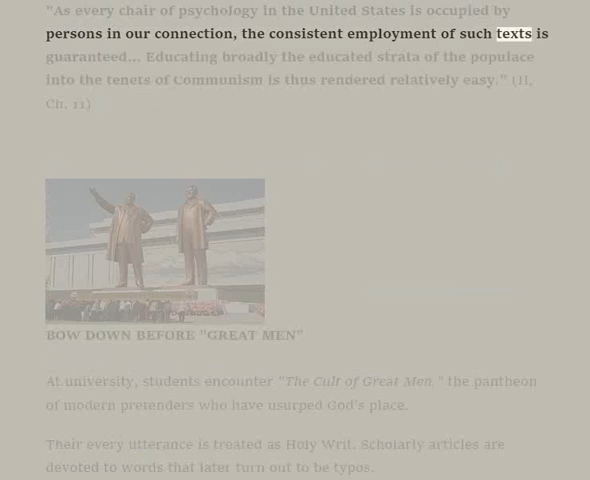 "As every chair of psychology in the United States is occupied by
persons in our connection, the consistent employment of such texts is
guaranteed... Educating broadly the educated strata of the populace
into the tenets of Communism is thus rendered relatively easy." (II,
Ch. 11)
BOW DOWN BEFORE "GREAT MEN"
At university, students encounter "The Cult of Great Men," the pantheon
of modern pretenders who have usurped God's place.
Their every utterance is treated as Holy Writ. Scholarly articles are
devoted to words that later turn out to be typos.